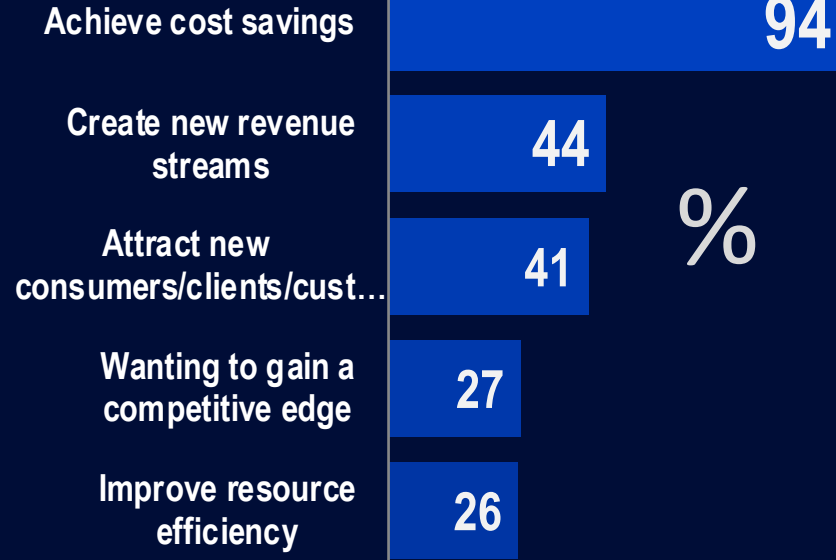 Achieve cost savings
94
Create new revenue
streams
44
%
Attract new
consumers/clients/cust…
41
Wanting to gain a
competitive edge
27
Improve resource
efficiency
26